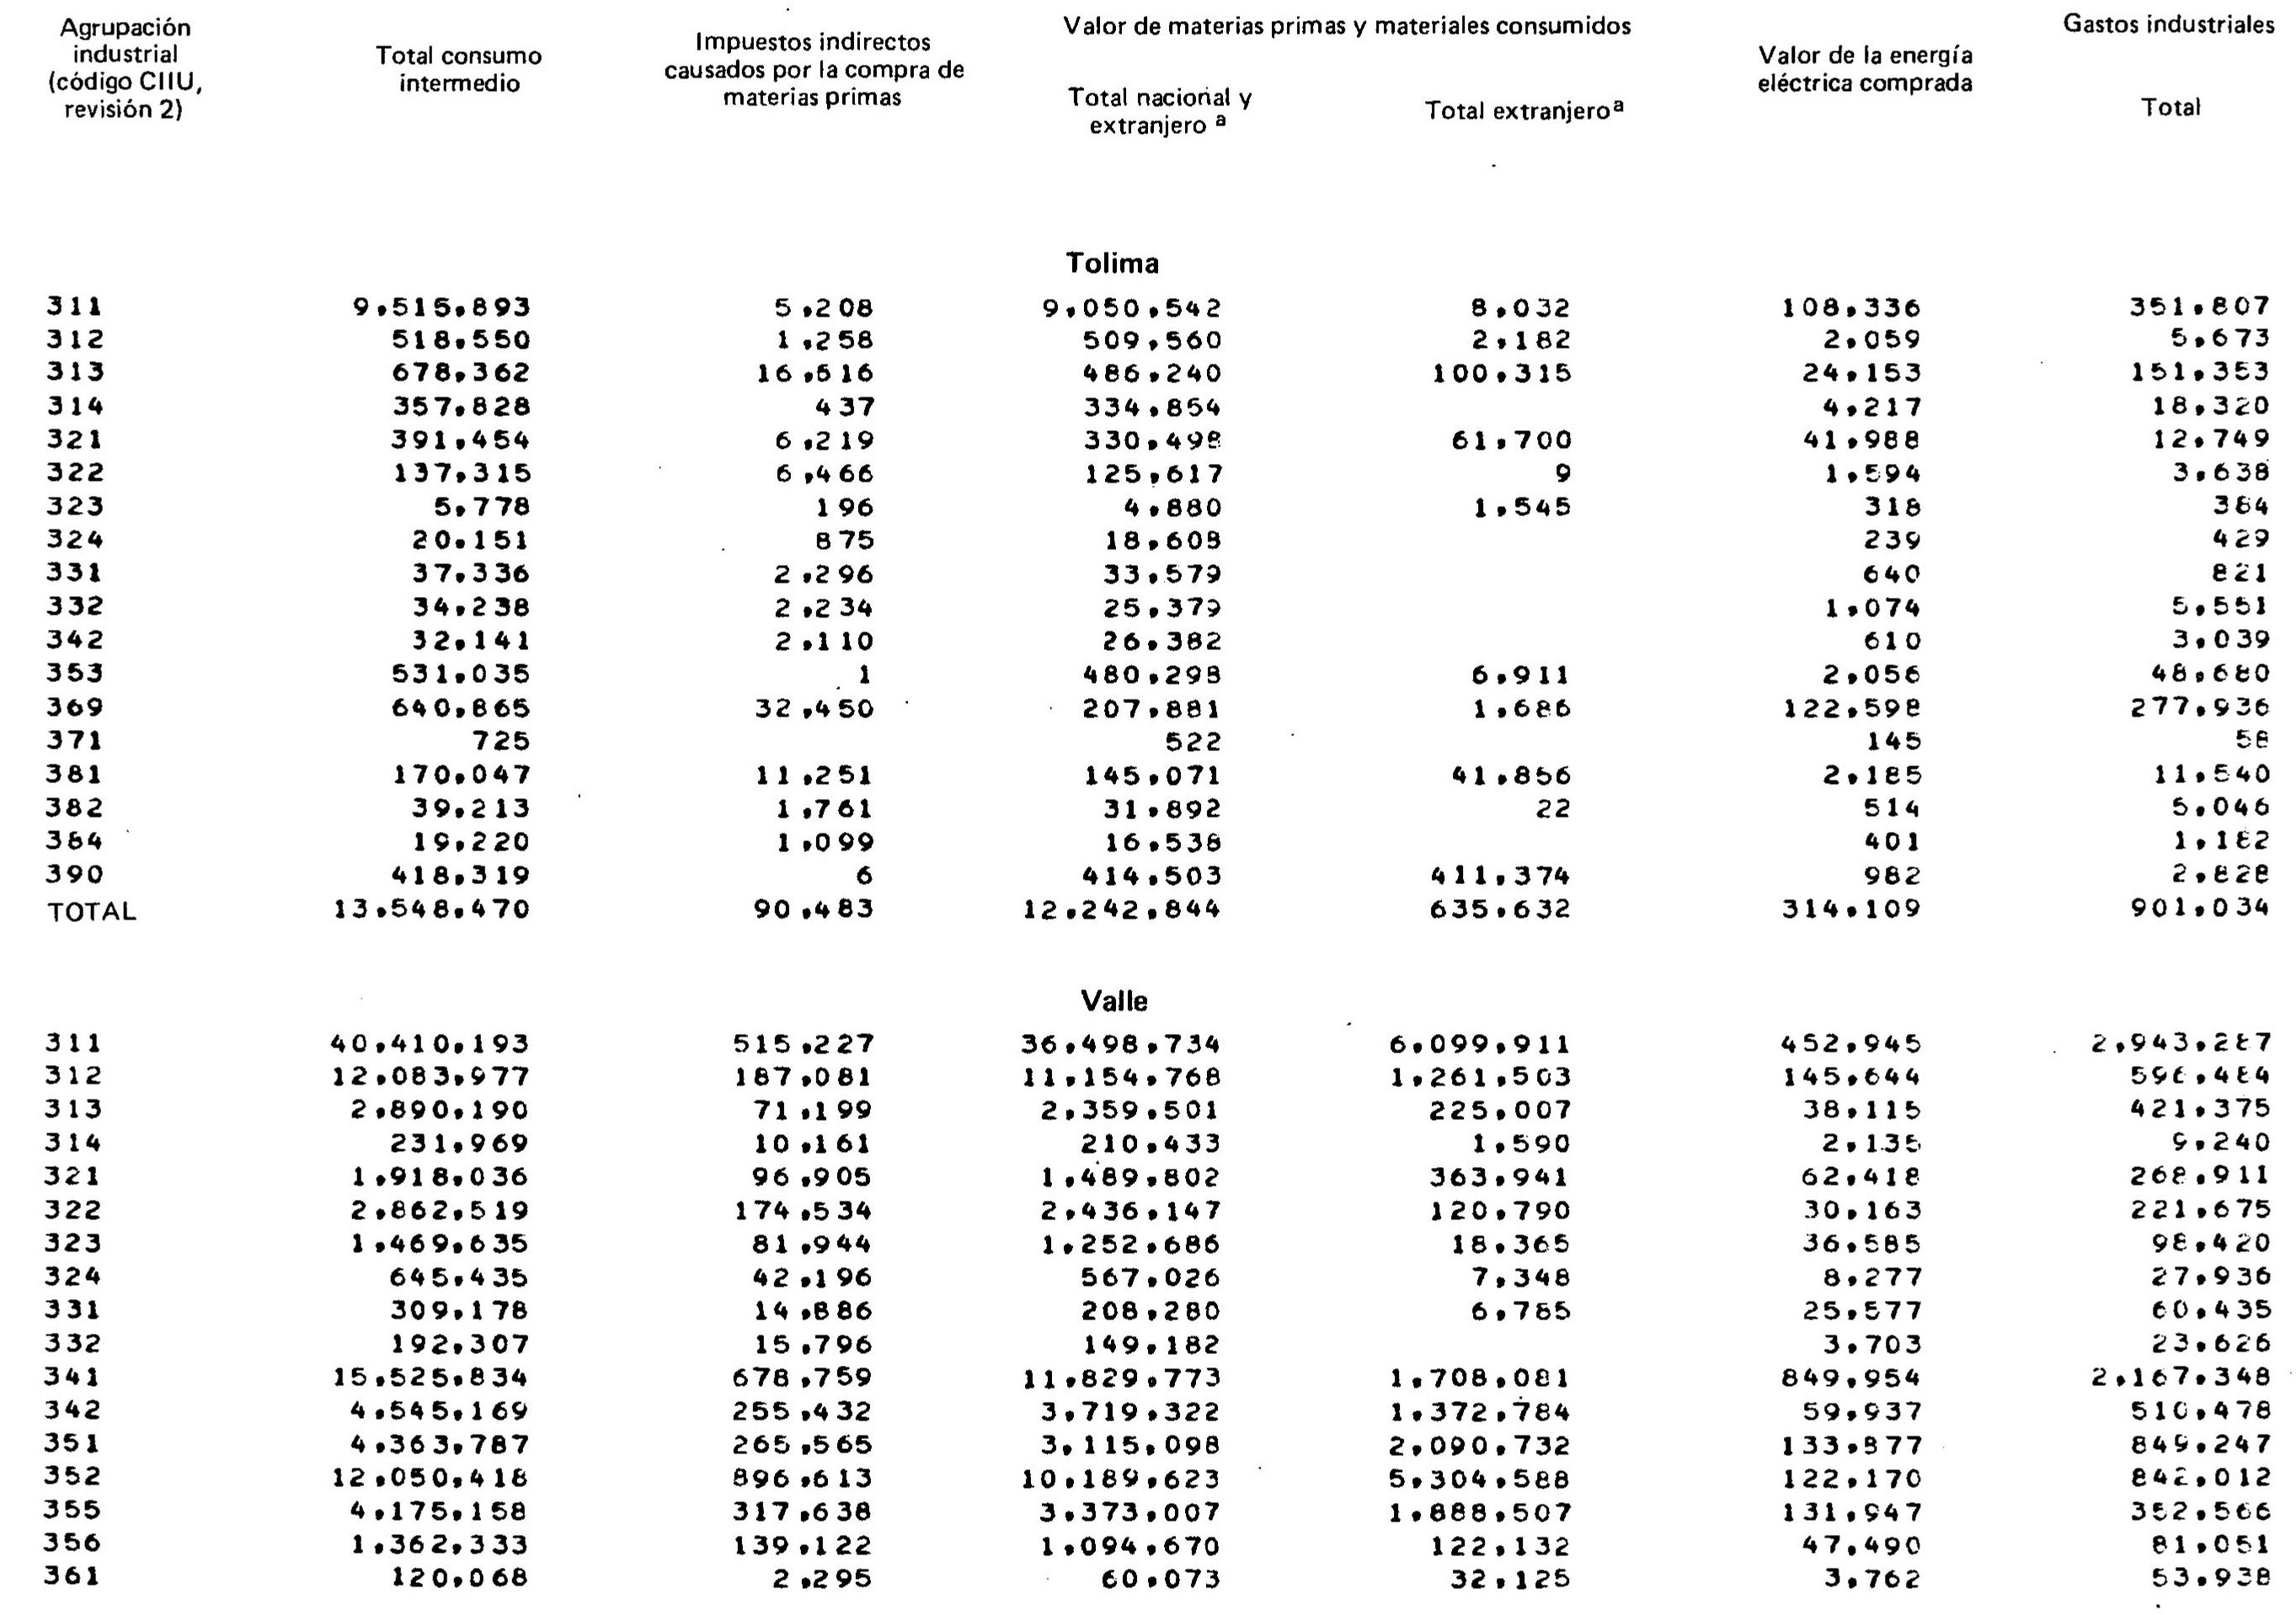 Agrupación industrial (código CIIU, revisión 2)
Total consumo intermedio
Impuestos indirectos causados por la compra de materias primas
Valor de materias primas y materiales consumidos
Total nacional y extranjero a
Total extranjero a
Valor de la energía eléctrica comprada
Gastos industriales
Total
Tolima
311 9.515.893 5.208 9.050.542 8.032 108.336 351.807
312 518.550 1.258 509.560 2.182 2.059 5.673
313 678.362 16.616 486.240 100.315 24.153 151.353
314 357.828 437 334.854 4.217 18.320
321 391.454 6.219 330.498 61.700 41.988 12.749
322 137.315 6.466 125.617 9 1.594 3.638
323 5.778 196 4.880 1.545 318 384
324 20.151 875 18.608 239 429
331 37.336 2.296 33.579 640 821
332 34.238 2.234 25.379 1.074 5.551
342 32.141 2.110 26.382 610 3.039
353 531.035 1 480.298 6.911 2.056 48.680
369 640.865 32.450 207.881 1.686 122.598 277.936
371 725 522 145 58
381 170.047 11.251 145.071 41.856 2.185 11.540
382 39.213 1.761 31.892 22 514 5.046
384 19.220 1.099 16.538 401 1.182
390 418.319 6 414.503 411.374 982 2.828
TOTAL 13.548.470 90.483 12.242.844 635.632 314.109 901.034
Valle
311 40.410.193 515.227 36.498.734 6.099.911 452.945 2.943.287
312 12.083.977 187.081 11.154.768 1.261.503 145.644 596.484
313 2.890.190 71.199 2.359.501 225.007 38.115 421.375
314 231.969 10.161 210.433 1.590 2.135 9.240
321 1.918.036 96.905 1.489.802 363.941 62.418 268.911
322 2.862.519 174.534 2.436.147 120.790 30.163 221.675
323 1.469.635 81.944 1.252.686 18.365 36.585 98.420
324 645.435 42.196 567.026 7.348 8.277 27.936
331 309.178 14.886 208.280 6.785 25.577 60.435
332 192.307 15.796 149.182 3.703 23.626
341 15.525.834 678.759 11.829.773 1.708.081 849.954 2.167.348
342 4.545.169 255.432 3.719.322 1.372.784 59.937 510.478
351 4.363.787 265.565 3.115.098 2.090.732 133.877 849.247
352 12.050.418 896.613 10.189.623 5.304.588 122.170 842.012
355 4.175.158 317.638 3.373.007 1.888.507 131.947 352.566
356 1.362.333 139.122 1.094.670 122.132 47.490 81.051
361 120.068 2.295 60.073 32.125 3.762 53.938